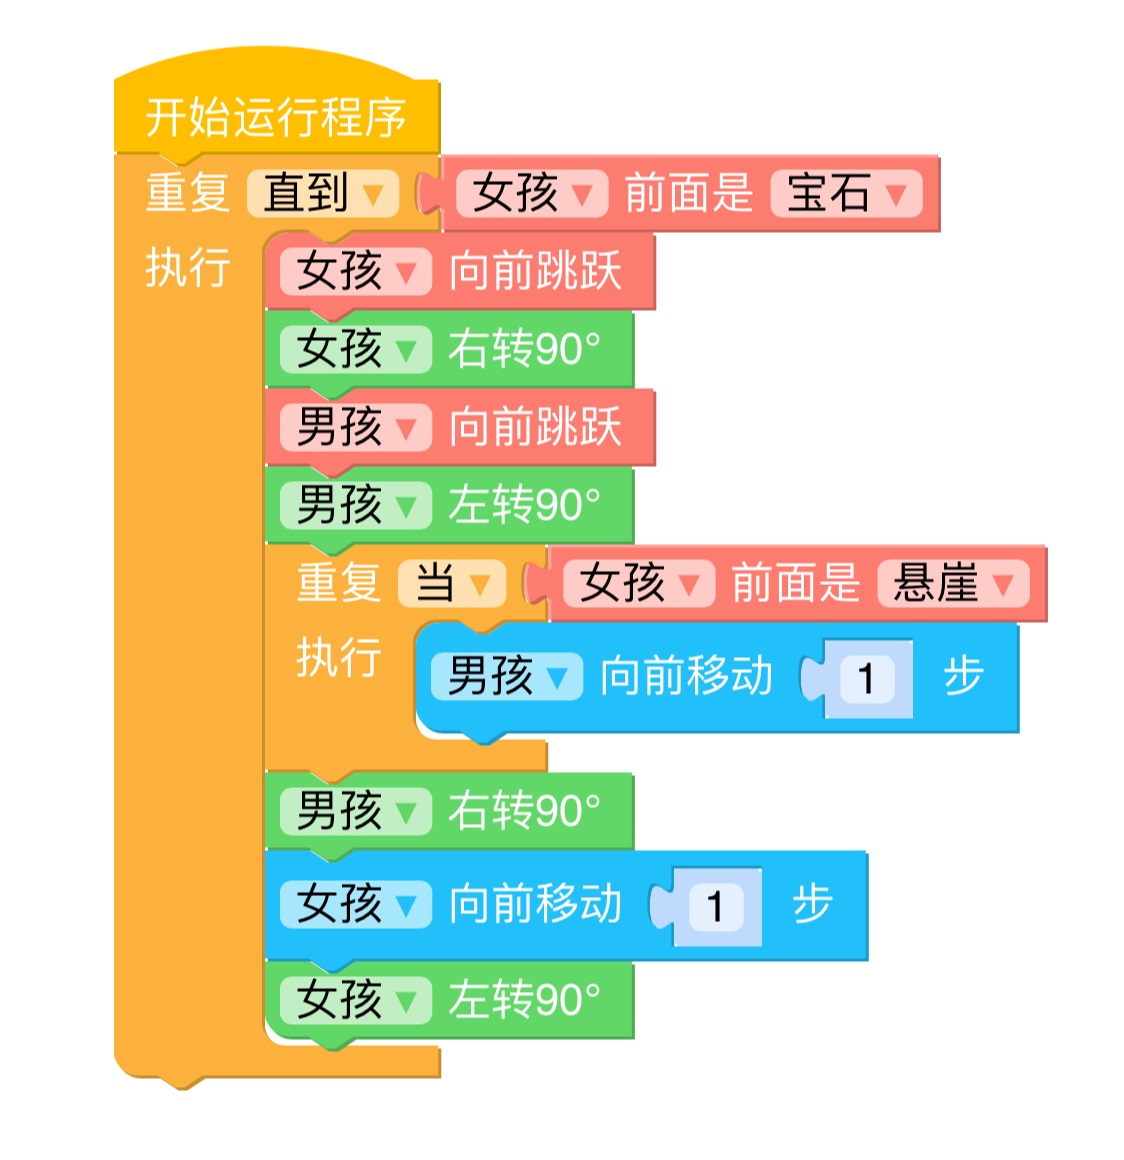 开始运行程序
重复 直到▼ 女孩▼ 前面是 宝石▼
执行
女孩▼ 向前跳跃
女孩▼ 右转90°
男孩▼ 向前跳跃
男孩▼ 左转90°
重复 当▼ 女孩▼ 前面是 悬崖▼
执行 男孩▼ 向前移动 1 步
男孩▼ 右转90°
女孩▼ 向前移动 1 步
女孩▼ 左转90°